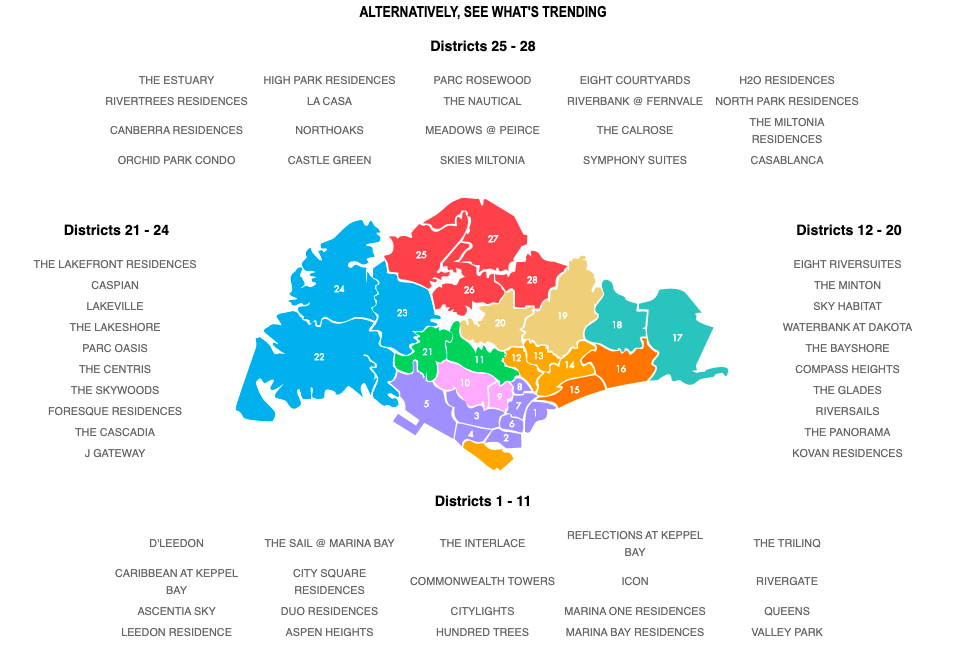 ALTERNATIVELY, SEE WHAT'S TRENDING
Districts 25 - 28
THE ESTUARY HIGH PARK RESIDENCES PARC ROSEWOOD EIGHT COURTYARDS H2O RESIDENCES
RIVERTREES RESIDENCES LA CASA THE NAUTICAL RIVERBANK @ FERNVALE NORTH PARK RESIDENCES
CANBERRA RESIDENCES NORTHOAKS MEADOWS @ PEIRCE THE CALROSE THE MILTONIA
RESIDENCES
ORCHID PARK CONDO CASTLE GREEN SKIES MILTONIA SYMPHONY SUITES CASABLANCA
Districts 21 - 24
THE LAKEFRONT RESIDENCES
CASPIAN
LAKEVILLE
THE LAKESHORE
PARC OASIS
THE CENTRIS
THE SKYWOODS
FORESQUE RESIDENCES
THE CASCADIA
J GATEWAY
27
25
28
26
24
23
19
20
18
17
22
21
11
12
13
14
16
10
9
8
15
5
7
3
1
6
4
2
Districts 12 - 20
EIGHT RIVERSUITES
THE MINTON
SKY HABITAT
WATERBANK AT DAKOTA
THE BAYSHORE
COMPASS HEIGHTS
THE GLADES
RIVERSAILS
THE PANORAMA
KOVAN RESIDENCES
Districts 1 - 11
D'LEEDON THE SAIL @ MARINA BAY THE INTERLACE REFLECTIONS AT KEPPEL
BAY THE TRILINQ
CARIBBEAN AT KEPPEL
BAY CITY SQUARE
RESIDENCES COMMONWEALTH TOWERS ICON RIVERGATE
ASCENTIA SKY DUO RESIDENCES CITYLIGHTS MARINA ONE RESIDENCES QUEENS
LEEDON RESIDENCE ASPEN HEIGHTS HUNDRED TREES MARINA BAY RESIDENCES VALLEY PARK